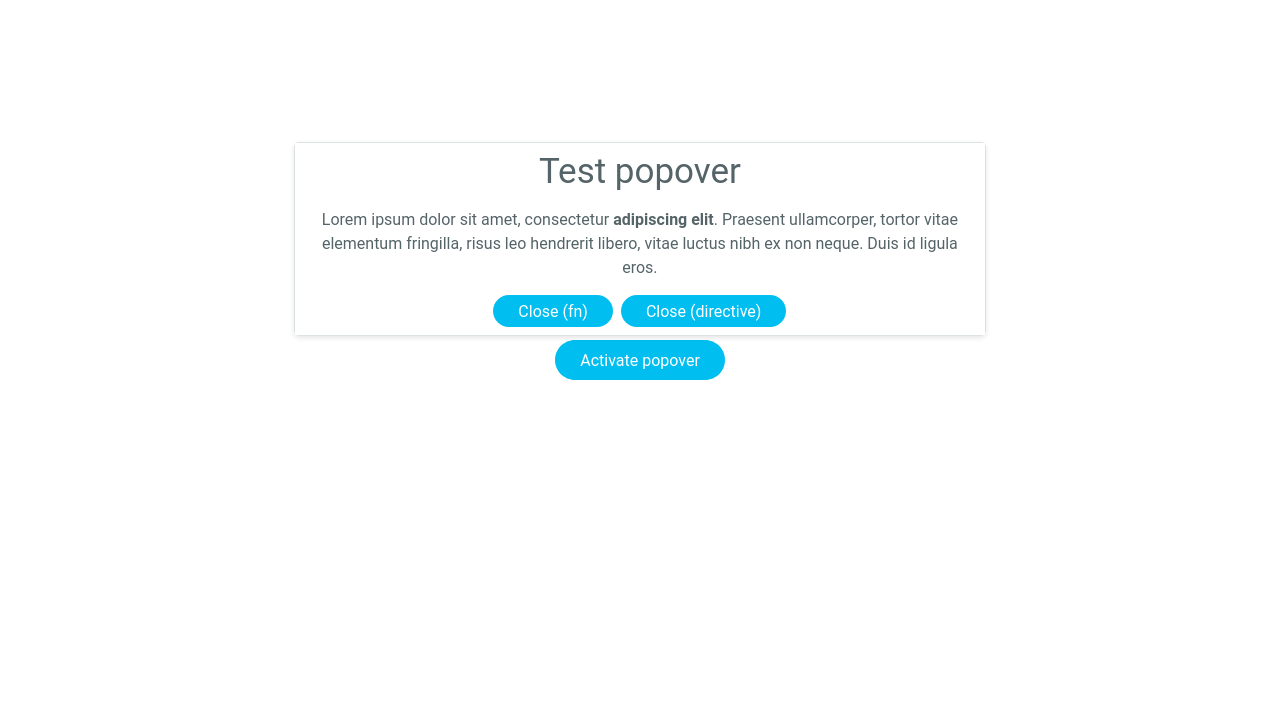 Test popover
Lorem ipsum dolor sit amet, consectetur adipiscing elit. Praesent ullamcorper, tortor vitae
elementum fringilla, risus leo hendrerit libero, vitae luctus nibh ex non neque. Duis id ligula
eros.
Close (fn) Close (directive)
Activate popover